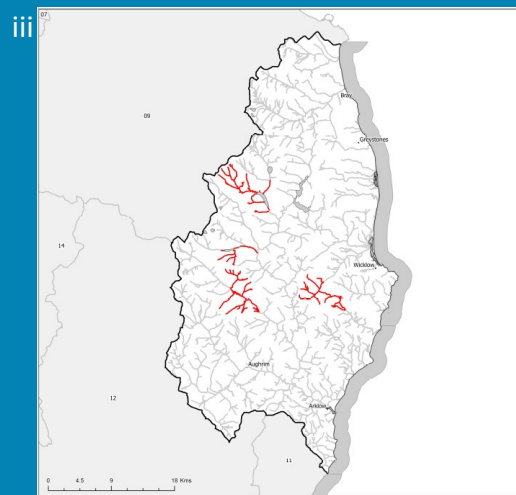 iii
07
Bray
09
Greystones
14
Wicklow
Aughrim
12
Arklow
11
0 4.5 9 18 Kms